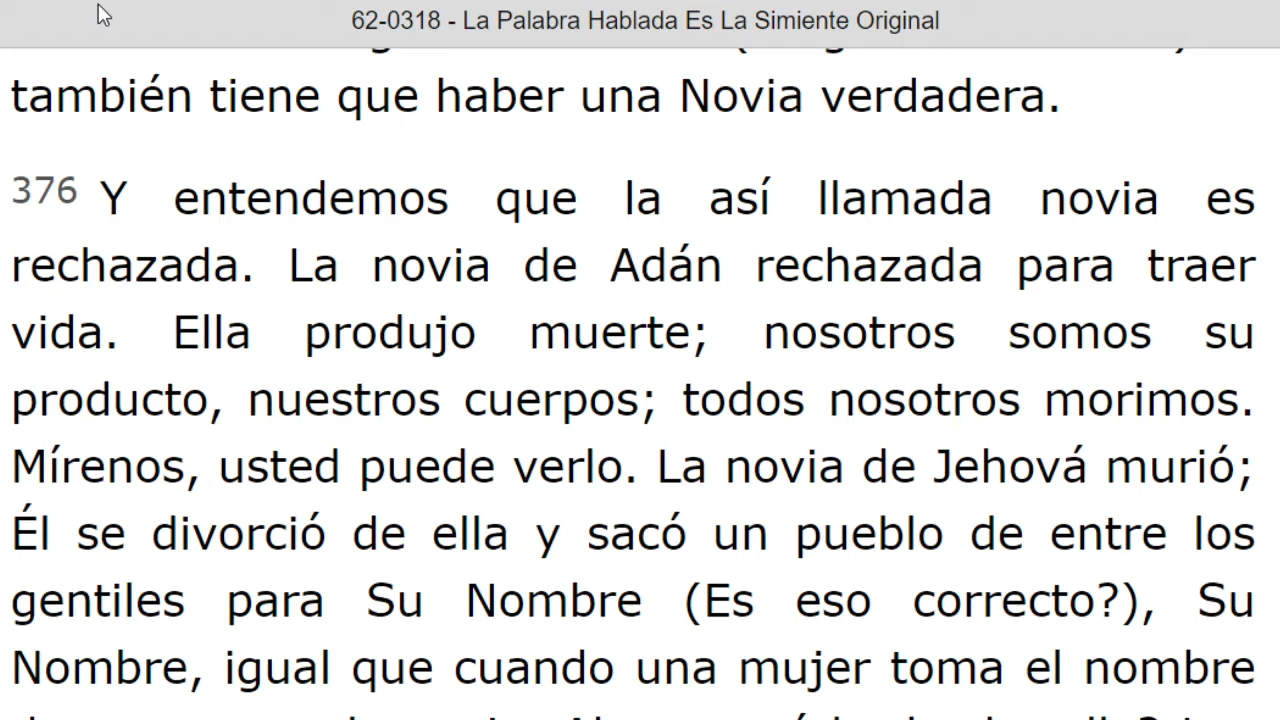 62-0318 - La Palabra Hablada Es La Simiente Original
también tiene que haber una Novia verdadera.
376 Y entendemos que la así llamada novia es
rechazada. La novia de Adán rechazada para traer
vida. Ella produjo muerte; nosotros somos su
producto, nuestros cuerpos; todos nosotros morimos.
Mírenos, usted puede verlo. La novia de Jehová murió;
Él se divorció de ella y sacó un pueblo de entre los
gentiles para Su Nombre (Es eso correcto?), Su
Nombre, igual que cuando una mujer toma el nombre